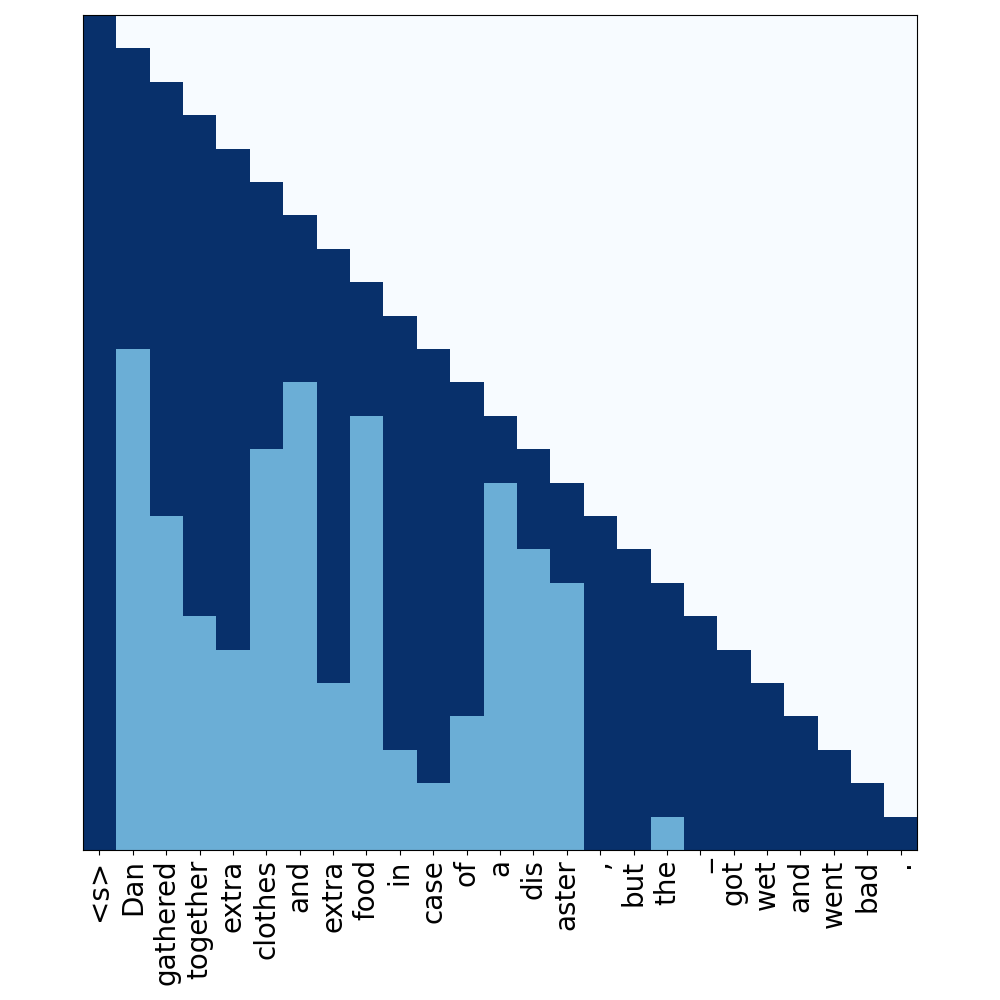 <s>
Dan
gathered
together
extra
clothes
and
extra
food
in
case
of
a
dis
aster
,
but
the
_
got
wet
and
went
bad
.